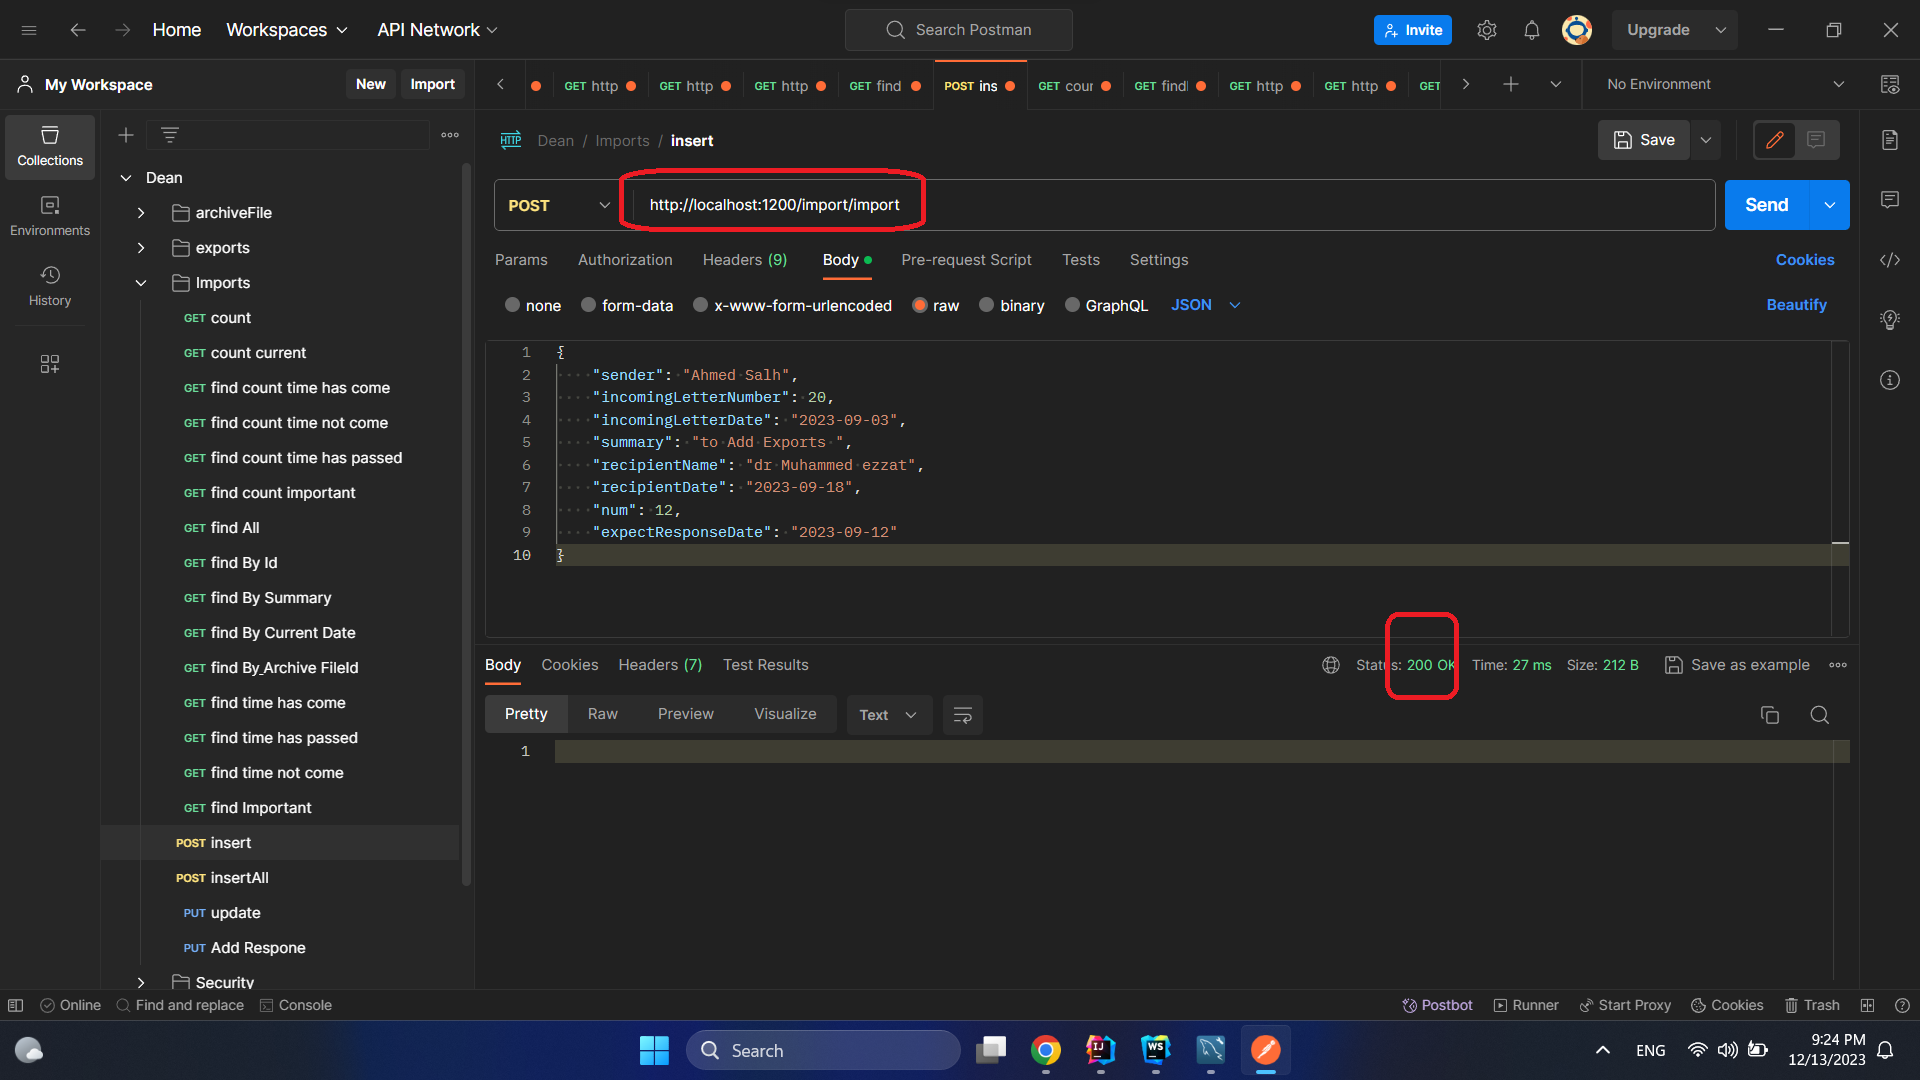 Home Workspaces API Network Search Postman Invite Upgrade
My Workspace New Import
GET http GET http GET http GET find POST ins GET cour GET find GET http GET http GET No Environment
Collections
Environments
History
Dean
archiveFile
exports
Imports
GET count
GET count current
GET find count time has come
GET find count time not come
GET find count time has passed
GET find count important
GET find All
GET find By Id
GET find By Summary
GET find By Current Date
GET find By_Archive FileId
GET find time has come
GET find time has passed
GET find time not come
GET find Important
POST insert
POST insertAll
PUT update
PUT Add Respone
Security
HTTP Dean / Imports / insert Save
POST http://localhost:1200/import/import Send
Params Authorization Headers (9) Body Pre-request Script Tests Settings Cookies
none form-data x-www-form-urlencoded raw binary GraphQL JSON Beautify
1 {
2 "sender": "Ahmed Salh",
3 "incomingLetterNumber": 20,
4 "incomingLetterDate": "2023-09-03",
5 "summary": "to Add Exports ",
6 "recipientName": "dr Muhammed ezzat",
7 "recipientDate": "2023-09-18",
8 "num": 12,
9 "expectResponseDate": "2023-09-12"
10 }
Body Cookies Headers (7) Test Results Status: 200 OK Time: 27 ms Size: 212 B Save as example
Pretty Raw Preview Visualize Text
1
Online Find and replace Console Postbot Runner Start Proxy Cookies Trash
Search IJ WS ENG 9:24 PM
12/13/2023